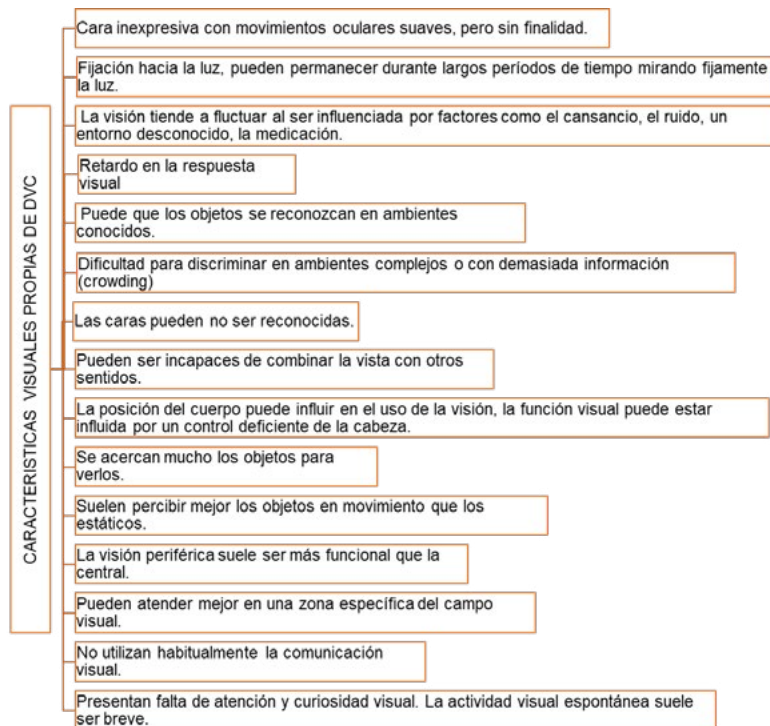 CARACTERISTICAS VISUALES PROPIAS DE DVC
Cara inexpresiva con movimientos oculares suaves, pero sin finalidad.
Fijación hacia la luz, pueden permanecer durante largos períodos de tiempo mirando fijamente
la luz.
La visión tiende a fluctuar al ser influenciada por factores como el cansancio, el ruido, un
entorno desconocido, la medicación.
Retardo en la respuesta
visual
Puede que los objetos se reconozcan en ambientes
conocidos.
Dificultad para discriminar en ambientes complejos o con demasiada información
(crowding)
Las caras pueden no ser reconocidas.
Pueden ser incapaces de combinar la vista con otros
sentidos.
La posición del cuerpo puede influir en el uso de la visión, la función visual puede estar
influida por un control deficiente de la cabeza.
Se acercan mucho los objetos para
verlos.
Suelen percibir mejor los objetos en movimiento que los
estáticos.
La visión periférica suele ser más funcional que la
central.
Pueden atender mejor en una zona específica del campo
visual.
No utilizan habitualmente la comunicación
visual.
Presentan falta de atención y curiosidad visual. La actividad visual espontánea suele
ser breve.